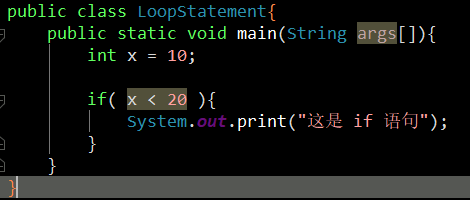 public class LoopStatement{
public static void main(String args[]){
int x = 10;
if( x < 20 ){
System.out.print("这是 if 语句");
}
}
}